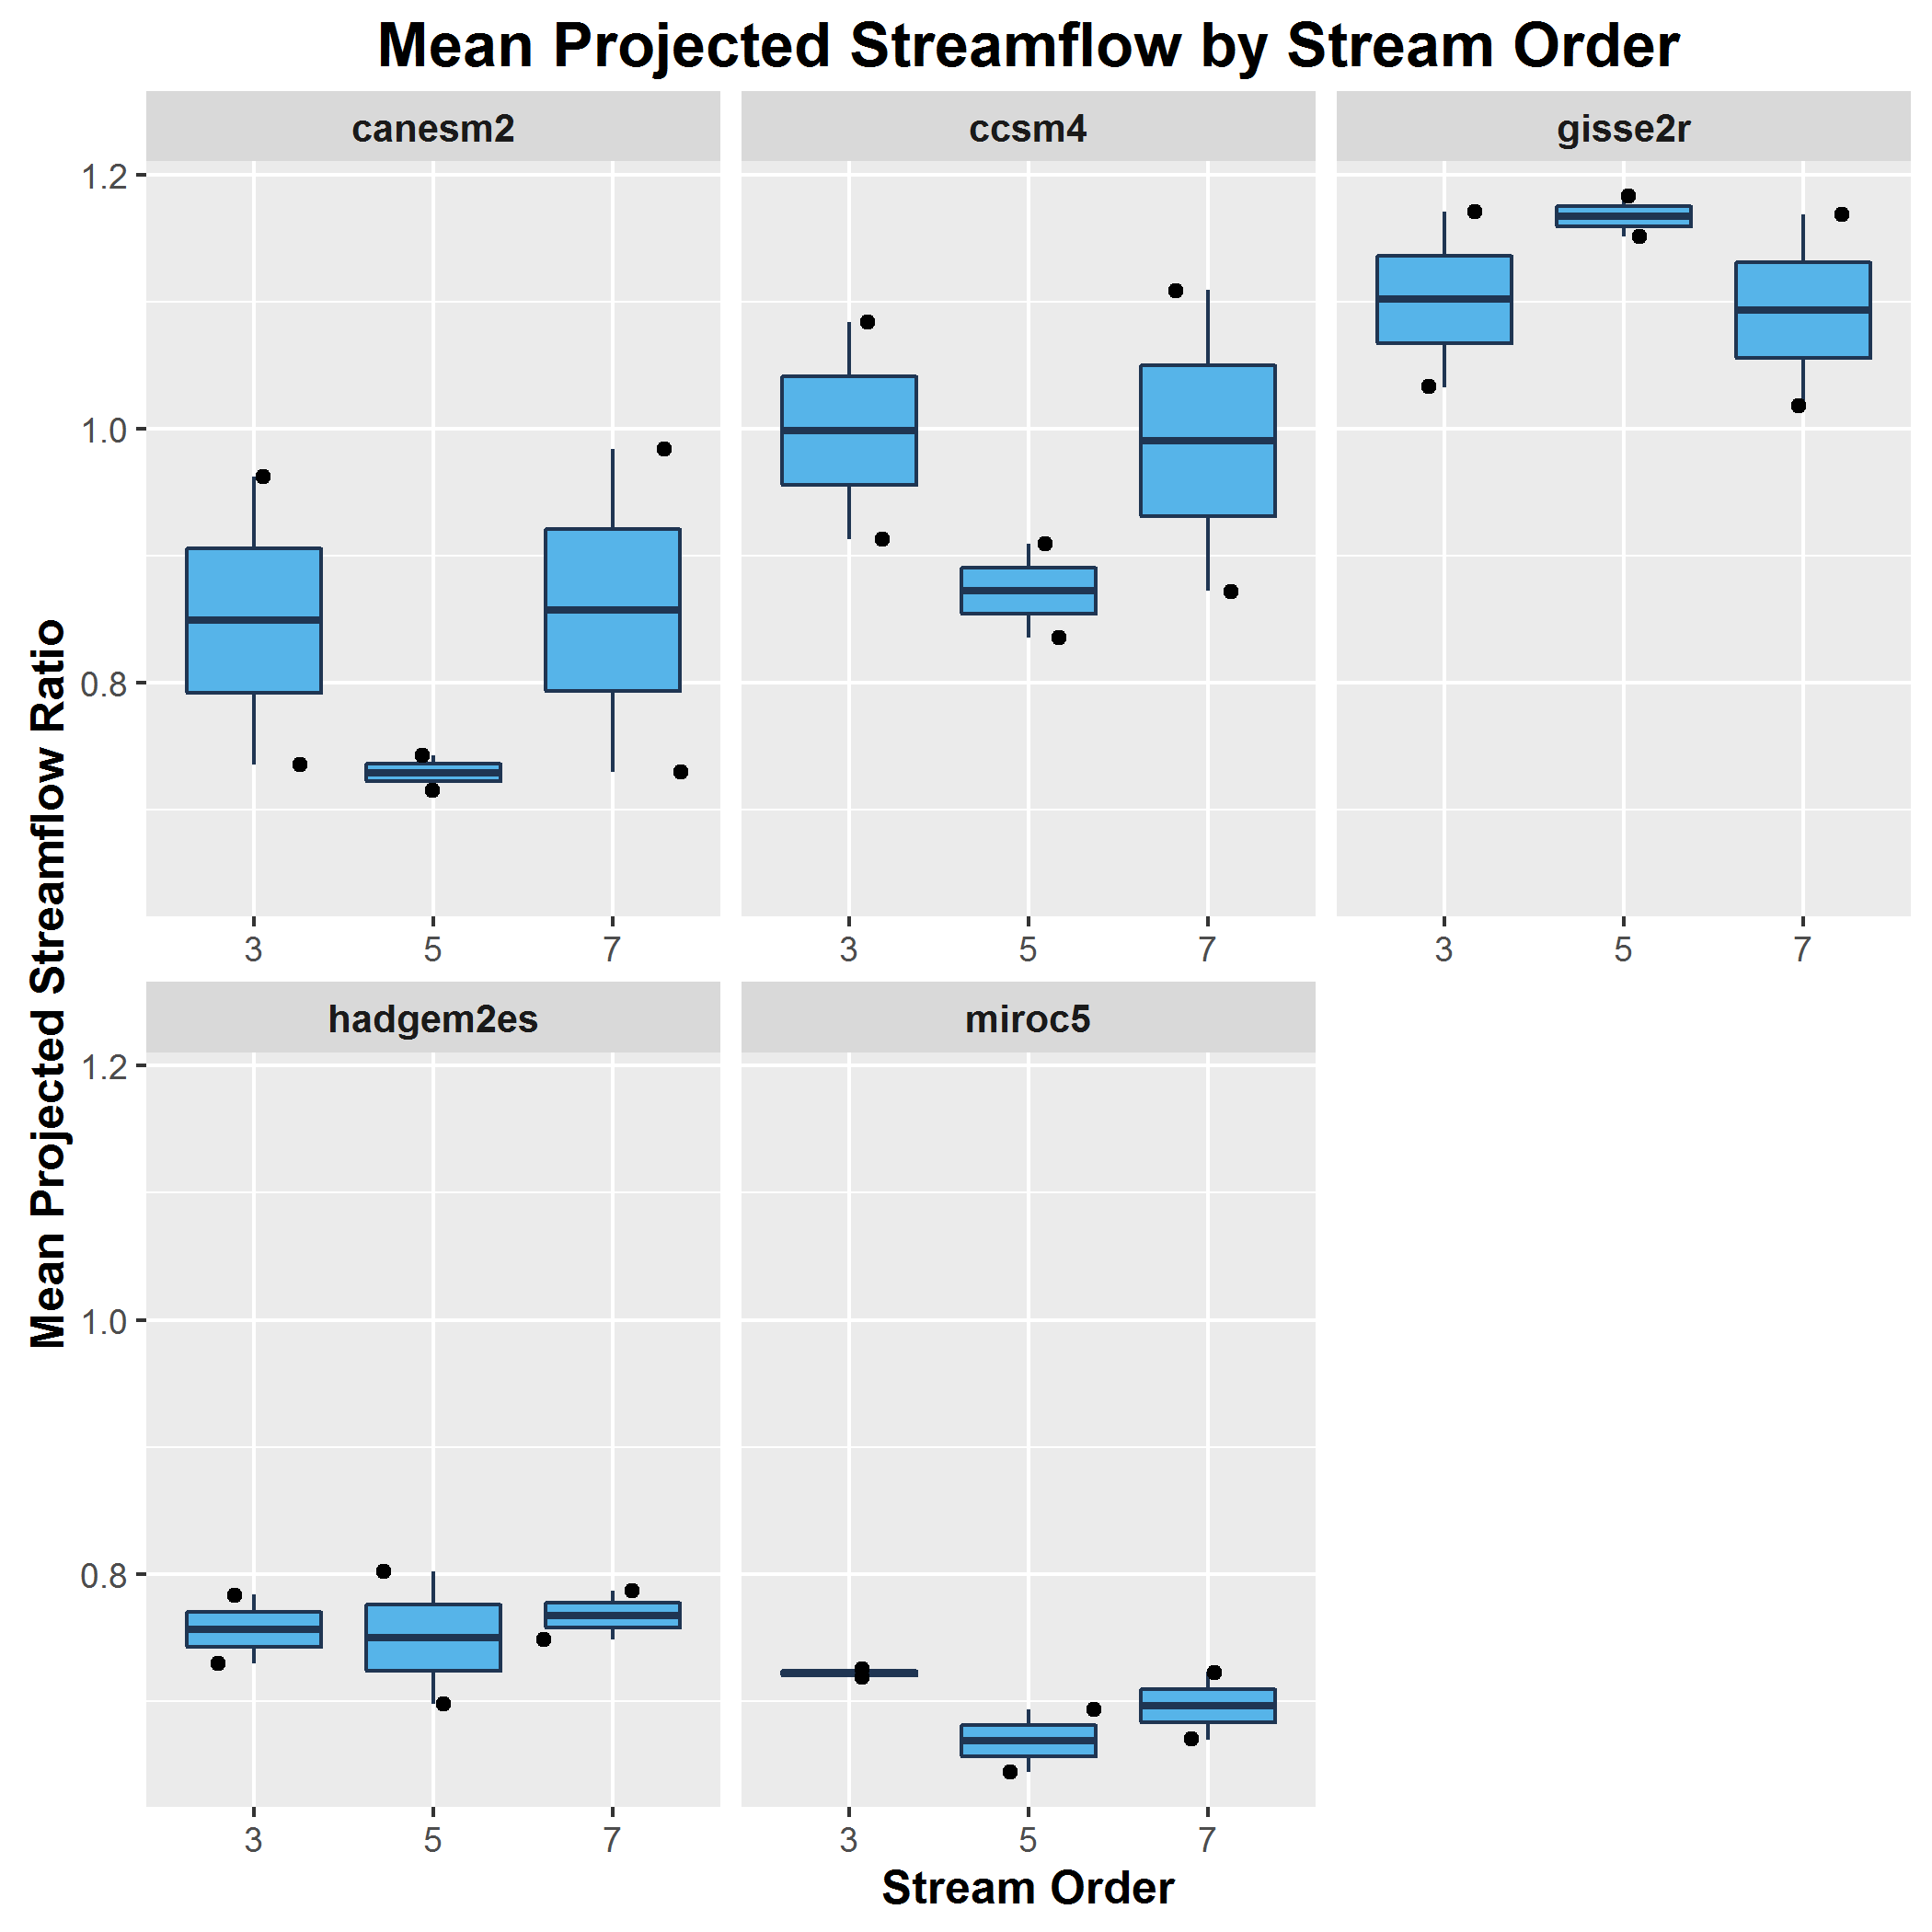 Mean Projected Streamflow by Stream Order
canesm2 ccsm4 gisse2r
1.2
1.0
0.8
3 5 7 3 5 7 3 5 7
Mean Projected Streamflow Ratio
hadgem2es miroc5
1.2
1.0
0.8
3 5 7 3 5 7
Stream Order